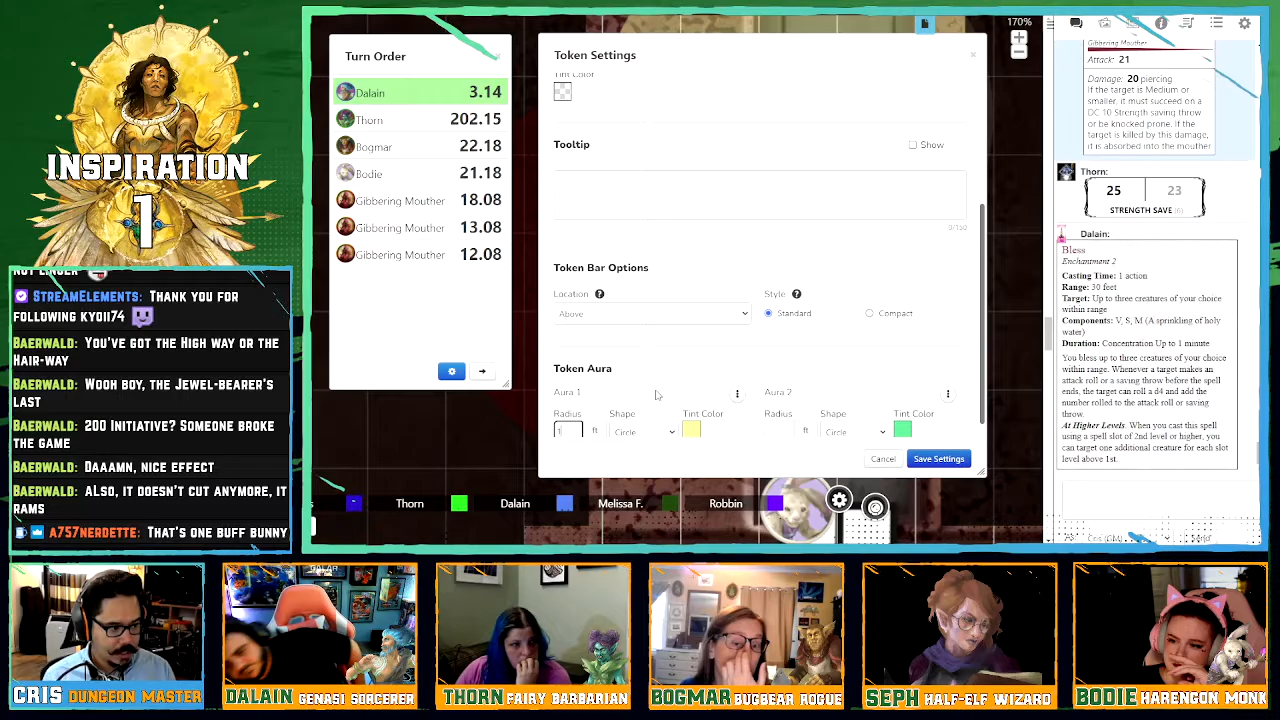 INSPIRATION
1
NOT LENGER
STREAMELEMENTS: THANK YOU FOR
FOLLOWING KYOII74
BAERWALD: YOU'VE GOT THE HIGH WAY OR THE
HAIR-WAY
BAERWALD: WOOH BOY, THE JEWEL-BEARER'S
LAST
BAERWALD: 200 INITIATIVE? SOMEONE BROKE
THE GAME
BAERWALD: DAAAMN, NICE EFFECT
BAERWALD: ALSO, IT DOESN'T CUT ANYMORE, IT
RAMS
A757NERDETTE: THAT'S ONE BUFF BUNNY
Turn Order
Dalain 3.14
Thorn 202.15
Bogmar 22.18
Bodie 21.18
Gibbering Mouther 18.08
Gibbering Mouther 13.08
Gibbering Mouther 12.08
Token Settings
Tint Color
Tooltip
Show
0/150
Token Bar Options
Location
Style
Above
Standard
Compact
Token Aura
Aura 1
Aura 2
Radius Shape Tint Color
Radius Shape Tint Color
1 ft Circle
ft Circle
Cancel
Save Settings
170%
Thorn
Dalain
Melissa F.
Robbin
Gibbering Mouther
Attack: 21
Damage: 20 piercing
If the target is Medium or
smaller, it must succeed on a
DC 10 Strength saving throw
or be knocked prone. If the
target is killed by this damage,
it is absorbed into the mouther
Thorn:
25 23
STRENGTH SAVE
Dalain:
Bless
Enchantment 2
Casting Time: 1 action
Range: 30 feet
Target: Up to three creatures of your choice
within range
Components: V, S, M (A sprinkling of holy
water)
Duration: Concentration Up to 1 minute
You bless up to three creatures of your choice
within range. Whenever a target makes an
attack roll or a saving throw before the spell
ends, the target can roll a d4 and add the
number rolled to the attack roll or saving
throw.
At Higher Levels. When you cast this spell
using a spell slot of 2nd level or higher, you
can target one additional creature for each slot
level above 1st.
Cris (GM)
Send
CRIS DUNGEON MASTER
DALAIN GENASI SORCERER
THORN FAIRY BARBARIAN
BOGMAR BUGBEAR ROGUE
SEPH HALF-ELF WIZARD
BODIE HARENGON MONK